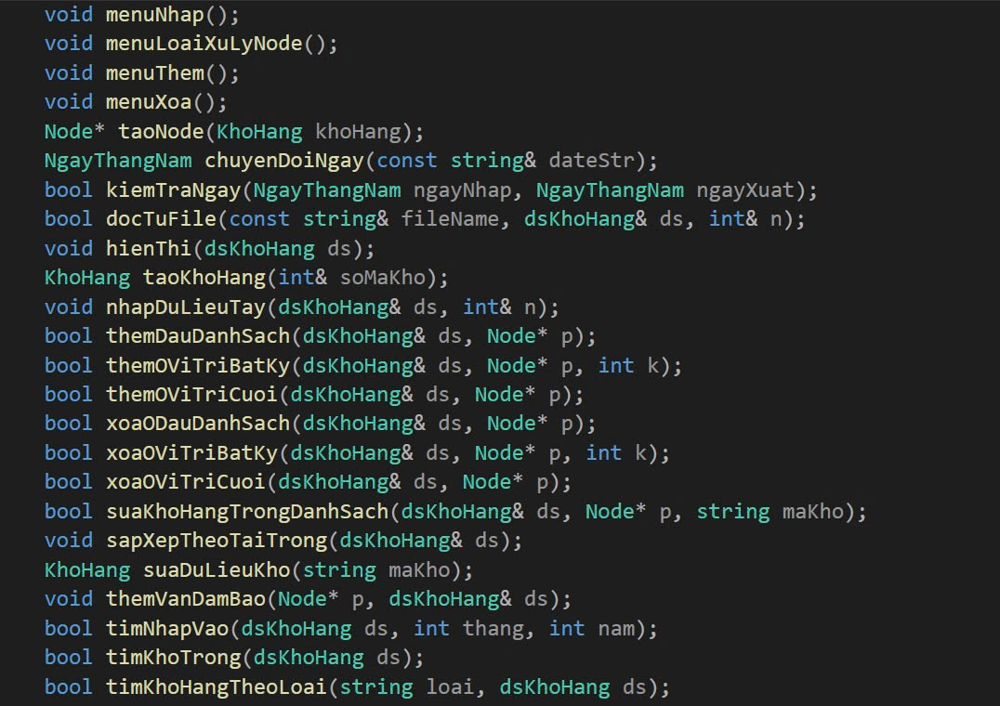 void menuNhap();
void menuLoaiXuLyNode();
void menuThem();
void menuXoa();
Node* taoNode(KhoHang khoHang);
NgayThangNam chuyenDoiNgay(const string& dateStr);
bool kiemTraNgay(NgayThangNam ngayNhap, NgayThangNam ngayXuat);
bool docTuFile(const string& fileName, dsKhoHang& ds, int& n);
void hienThi(dsKhoHang ds);
KhoHang taoKhoHang(int& soMaKho);
void nhapDuLieuTay(dsKhoHang& ds, int& n);
bool themDauDanhSach(dsKhoHang& ds, Node* p);
bool themOViTriBatKy(dsKhoHang& ds, Node* p, int k);
bool themOViTriCuoi(dsKhoHang& ds, Node* p);
bool xoaODauDanhSach(dsKhoHang& ds, Node* p);
bool xoaOViTriBatKy(dsKhoHang& ds, Node* p, int k);
bool xoaOViTriCuoi(dsKhoHang& ds, Node* p);
bool suaKhoHangTrongDanhSach(dsKhoHang& ds, Node* p, string maKho);
void sapXepTheoTaiTrong(dsKhoHang& ds);
KhoHang suaDuLieuKho(string maKho);
void themVanDamBao(Node* p, dsKhoHang& ds);
bool timNhapVao(dsKhoHang ds, int thang, int nam);
bool timKhoTrong(dsKhoHang ds);
bool timKhoHangTheoLoai(string loai, dsKhoHang ds);